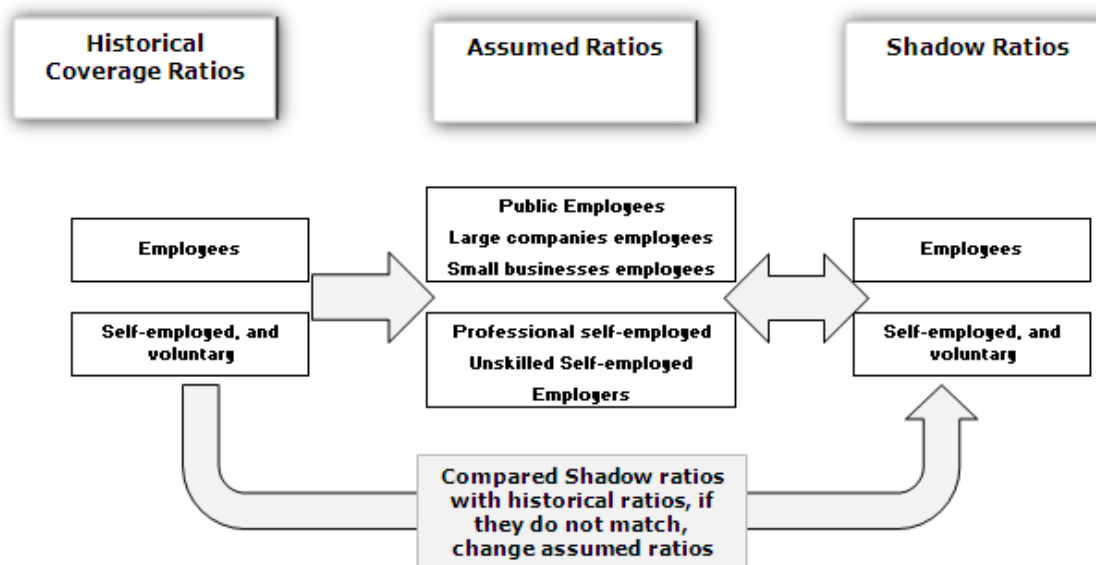 Historical
Coverage Ratios
Assumed Ratios
Shadow Ratios
Employees
Self-employed, and
voluntary
Public Employees
Large companies employees
Small businesses employees
Professional self-employed
Unskilled Self-employed
Employers
Employees
Self-employed, and
voluntary
Compared Shadow ratios
with historical ratios, if
they do not match,
change assumed ratios